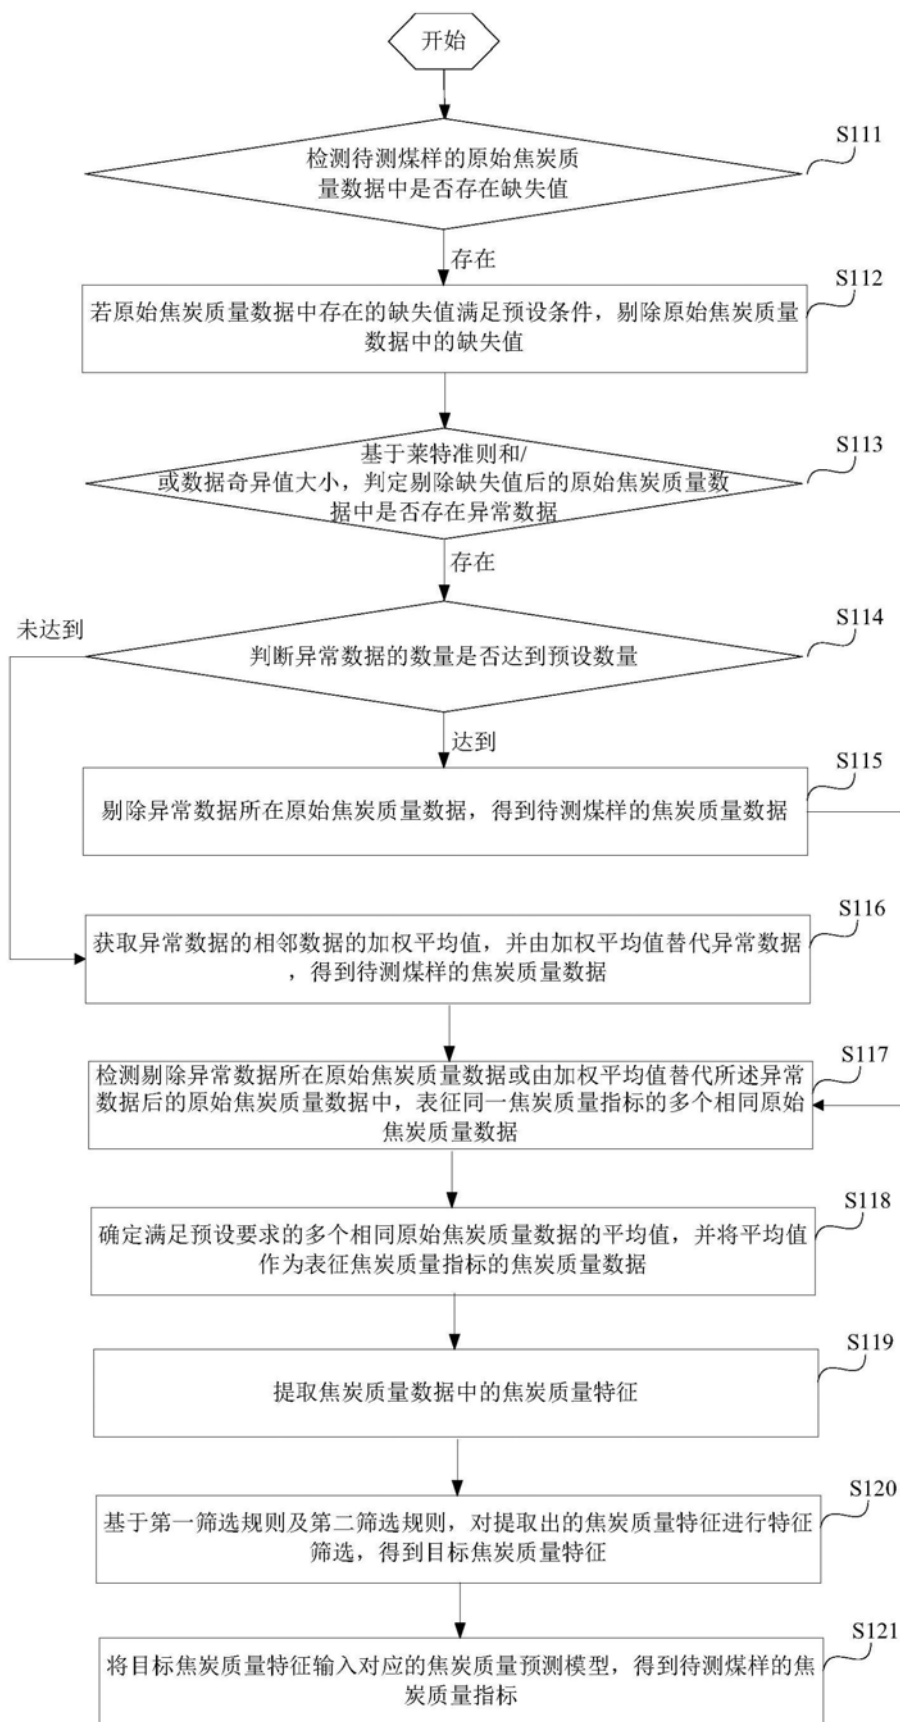 开始
S111
检测待测煤样的原始焦炭质
量数据中是否存在缺失值
存在
S112
若原始焦炭质量数据中存在的缺失值满足预设条件，剔除原始焦炭质量
数据中的缺失值
S113
基于莱特准则和/
或数据奇异值大小，判定剔除缺失值后的原始焦炭质量数
据中是否存在异常数据
存在
S114
未达到
判断异常数据的数量是否达到预设数量
达到
S115
剔除异常数据所在原始焦炭质量数据，得到待测煤样的焦炭质量数据
S116
获取异常数据的相邻数据的加权平均值，并由加权平均值替代异常数据
，得到待测煤样的焦炭质量数据
S117
检测剔除异常数据所在原始焦炭质量数据或由加权平均值替代所述异常
数据后的原始焦炭质量数据中，表征同一焦炭质量指标的多个相同原始
焦炭质量数据
S118
确定满足预设要求的多个相同原始焦炭质量数据的平均值，并将平均值
作为表征焦炭质量指标的焦炭质量数据
S119
提取焦炭质量数据中的焦炭质量特征
S120
基于第一筛选规则及第二筛选规则，对提取出的焦炭质量特征进行特征
筛选，得到目标焦炭质量特征
S121
将目标焦炭质量特征输入对应的焦炭质量预测模型，得到待测煤样的焦
炭质量指标